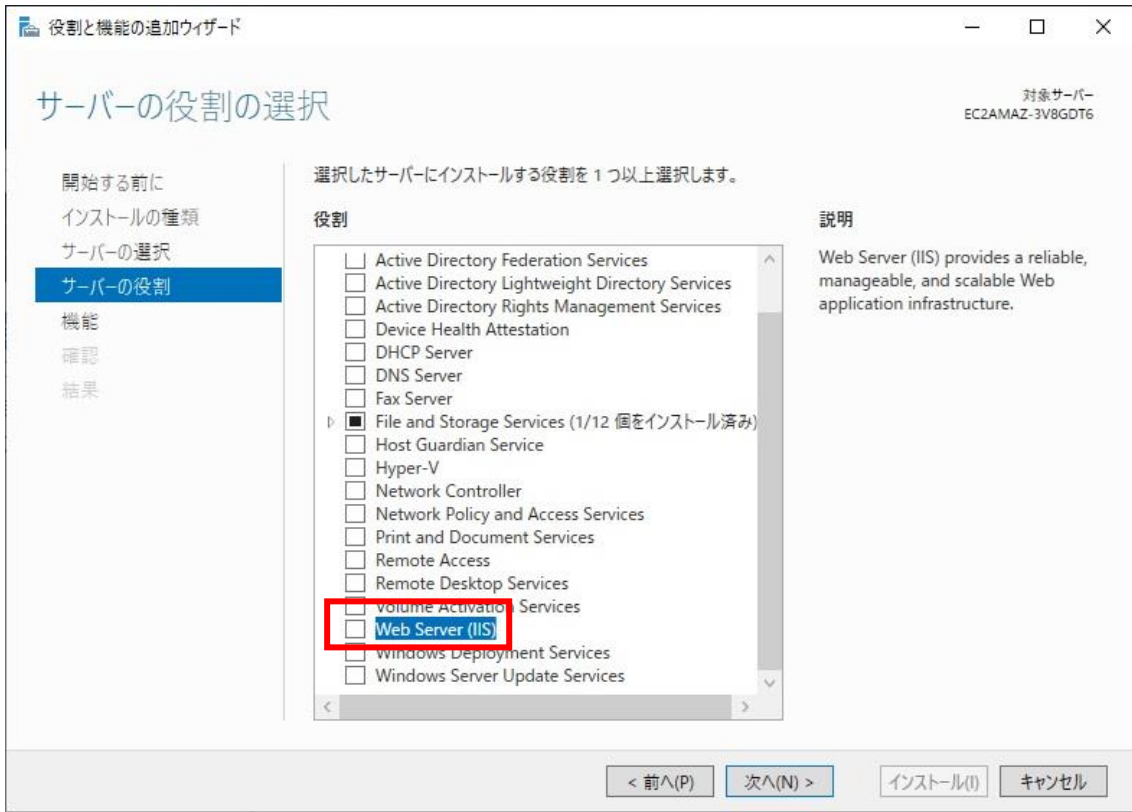 役割と機能の追加ウィザード
サーバーの役割の選択
対象サーバー
EC2AMAZ-3V8GDT6
開始する前に
インストールの種類
サーバーの選択
サーバーの役割
機能
確認
結果
選択したサーバーにインストールする役割を 1 つ以上選択します。
役割
Active Directory Federation Services
Active Directory Lightweight Directory Services
Active Directory Rights Management Services
Device Health Attestation
DHCP Server
DNS Server
Fax Server
File and Storage Services (1/12 個をインストール済み)
Host Guardian Service
Hyper-V
Network Controller
Network Policy and Access Services
Print and Document Services
Remote Access
Remote Desktop Services
Volume Activation Services
Web Server (IIS)
Windows Deployment Services
Windows Server Update Services
説明
Web Server (IIS) provides a reliable,
manageable, and scalable Web
application infrastructure.
< 前へ(P)
次へ(N) >
インストール(I)
キャンセル